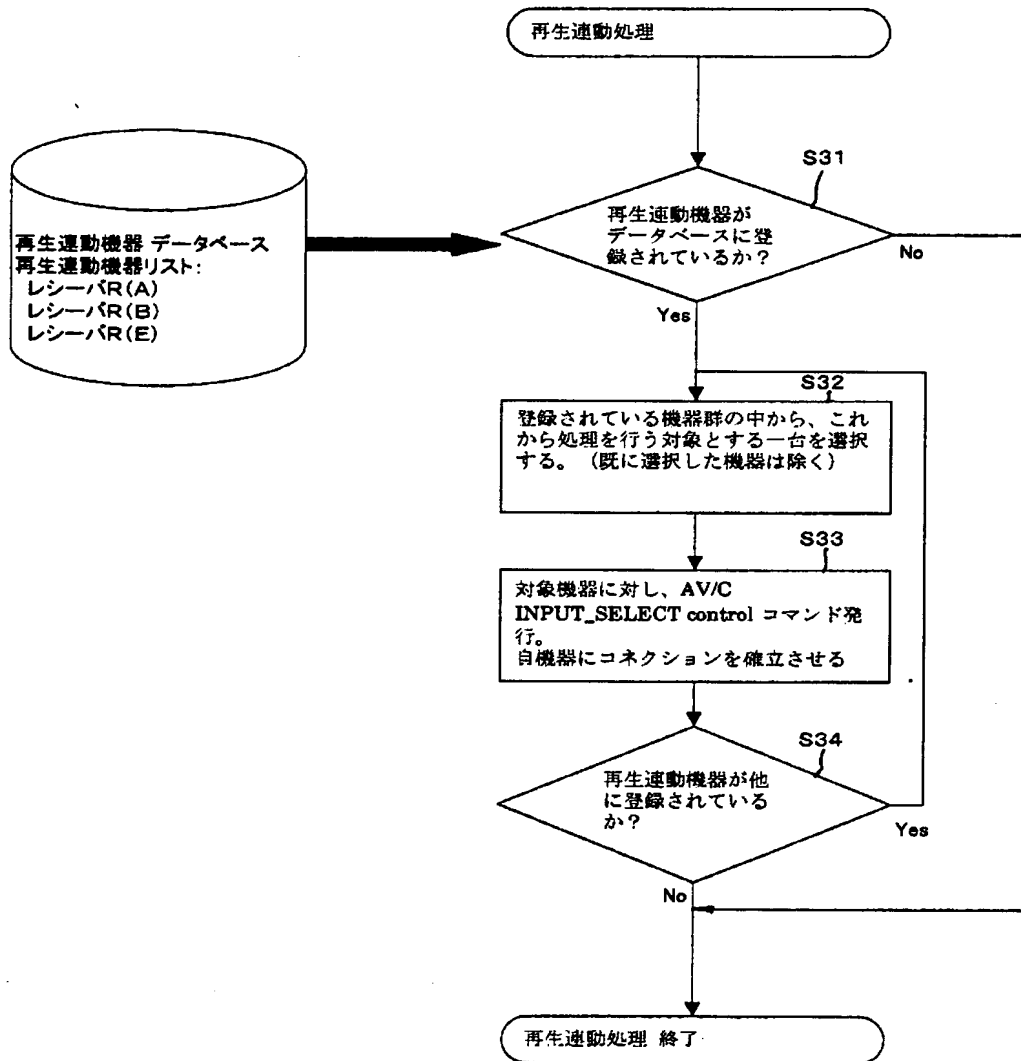 再生連動処理
S31
再生連動機器が
データベースに登
録されているか？
No
Yes
再生連動機器 データベース
再生連動機器リスト：
レシーバR(A)
レシーバR(B)
レシーバR(E)
S32
登録されている機器群の中から、これ
から処理を行う対象とする一台を選択
する。（既に選択した機器は除く）
S33
対象機器に対し、AV/C
INPUT_SELECT control コマンド発
行。
自機器にコネクションを確立させる
S34
再生連動機器が他
に登録されている
か？
Yes
No
再生連動処理 終了